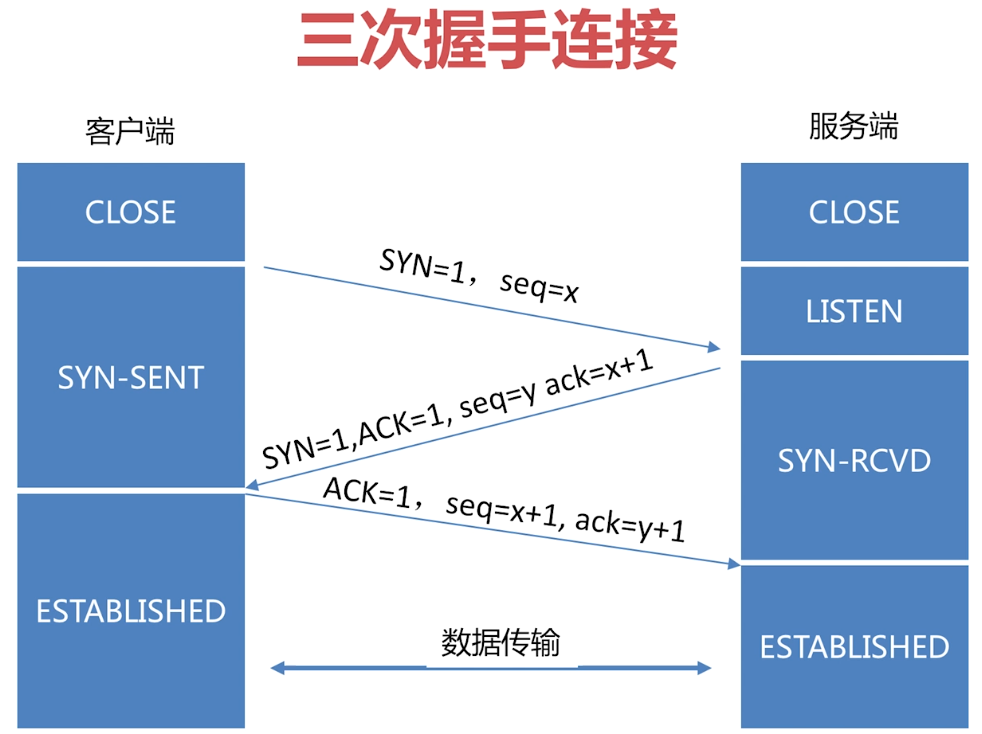 三次握手连接
客户端
服务端
CLOSE
CLOSE
SYN=1，seq=x
LISTEN
SYN-SENT
SYN=1,ACK=1, seq=y ack=x+1
SYN-RCVD
ACK=1，seq=x+1, ack=y+1
ESTABLISHED
数据传输
ESTABLISHED